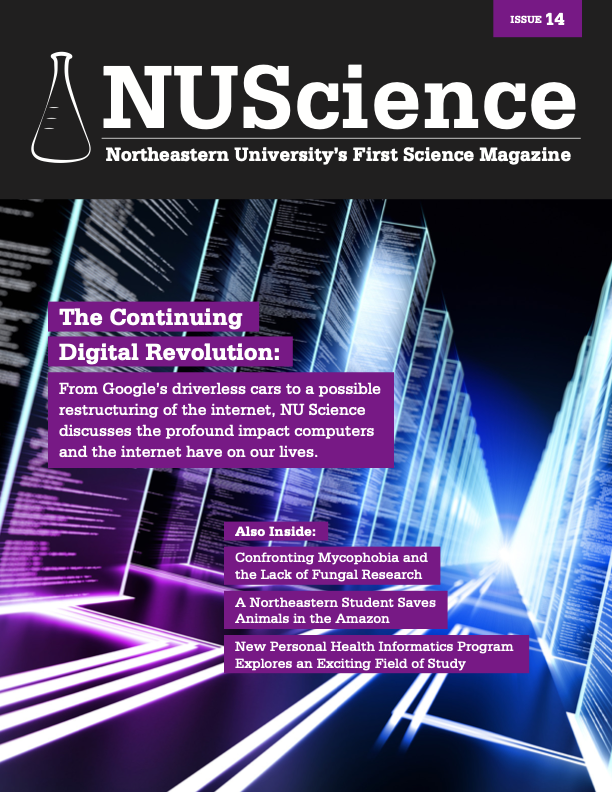 ISSUE 14
NUScience
Northeastern University's First Science Magazine
The Continuing
Digital Revolution:
From Google's driverless cars to a possible
restructuring of the internet, NU Science
discusses the profound impact computers
and the internet have on our lives.
Also Inside:
Confronting Mycophobia and
the Lack of Fungal Research
A Northeastern Student Saves
Animals in the Amazon
New Personal Health Informatics Program
Explores an Exciting Field of Study